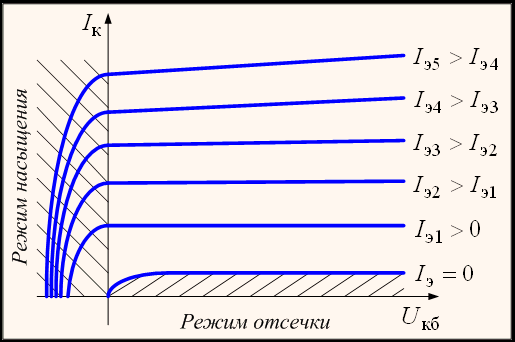 Iк
Iэ5 > Iэ4
Iэ4 > Iэ3
Iэ3 > Iэ2
Iэ2 > Iэ1
Iэ1 > 0
Iэ = 0
Режим насыщения
Режим отсечки
Uкб